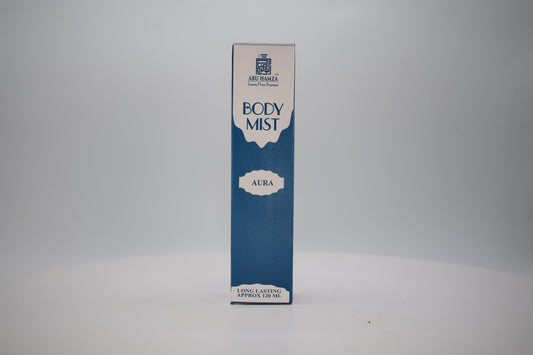 ABU HAMZA
BODY
MIST
AURA
LONG LASTING
APPROX 120 ML